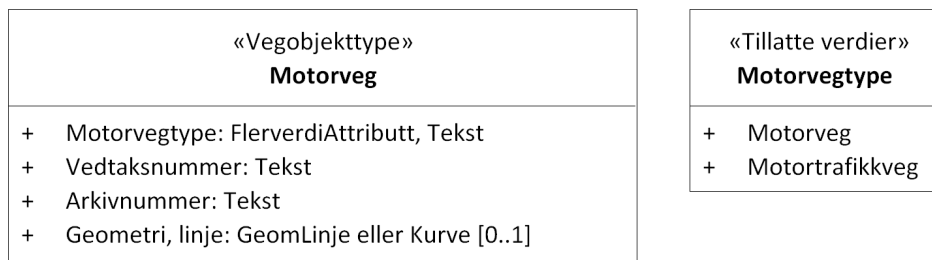 «Vegobjekttype»
Motorveg
+ Motorvegtype: FlerverdiAttributt, Tekst
+ Vedtaksnummer: Tekst
+ Arkivnummer: Tekst
+ Geometri, linje: GeomLinje eller Kurve [0..1]
«Tillatte verdier»
Motorvegtype
+ Motorveg
+ Motortrafikkveg